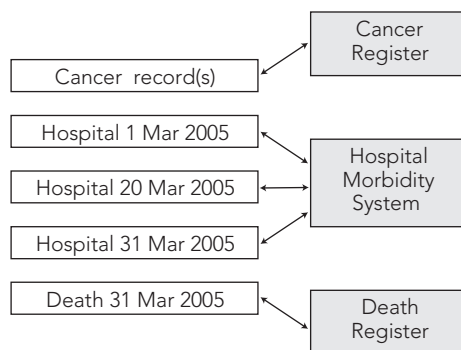 Cancer
Register
Cancer record(s)
Hospital 1 Mar 2005
Hospital 20 Mar 2005
Hospital 31 Mar 2005
Hospital
Morbidity
System
Death 31 Mar 2005
Death
Register